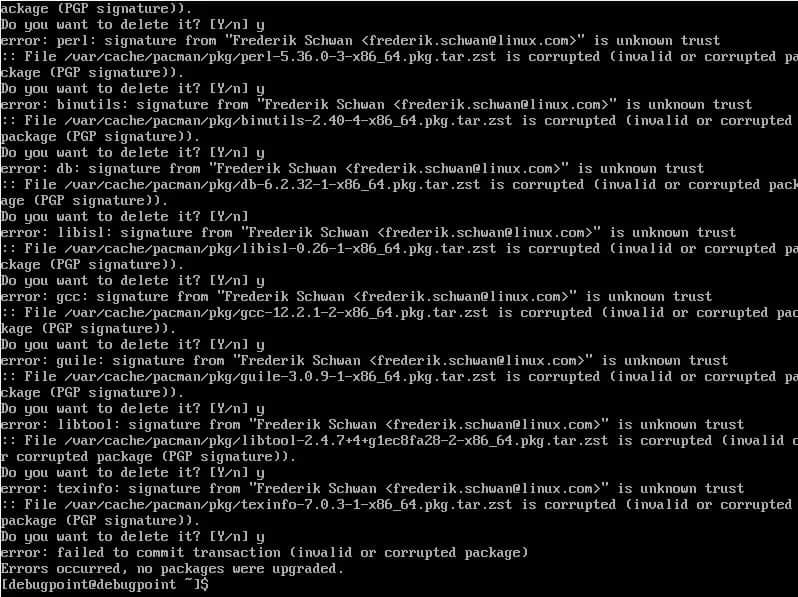 ackage (PGP signature)).
Do you want to delete it? [Y/n] y
error: perl: signature from "Frederik Schwan <frederik.schwan@linux.com>" is unknown trust
:: File /var/cache/pacman/pkg/perl-5.36.0-3-x86_64.pkg.tar.zst is corrupted (invalid or corrupted pa
ckage (PGP signature)).
Do you want to delete it? [Y/n] y
error: binutils: signature from "Frederik Schwan <frederik.schwan@linux.com>" is unknown trust
:: File /var/cache/pacman/pkg/binutils-2.40-4-x86_64.pkg.tar.zst is corrupted (invalid or corrupted
package (PGP signature)).
Do you want to delete it? [Y/n] y
error: db: signature from "Frederik Schwan <frederik.schwan@linux.com>" is unknown trust
:: File /var/cache/pacman/pkg/db-6.2.32-1-x86_64.pkg.tar.zst is corrupted (invalid or corrupted pack
age (PGP signature)).
Do you want to delete it? [Y/n]
error: libisl: signature from "Frederik Schwan <frederik.schwan@linux.com>" is unknown trust
:: File /var/cache/pacman/pkg/libisl-0.26-1-x86_64.pkg.tar.zst is corrupted (invalid or corrupted pa
ckage (PGP signature)).
Do you want to delete it? [Y/n] y
error: gcc: signature from "Frederik Schwan <frederik.schwan@linux.com>" is unknown trust
:: File /var/cache/pacman/pkg/gcc-12.2.1-2-x86_64.pkg.tar.zst is corrupted (invalid or corrupted pac
kage (PGP signature)).
Do you want to delete it? [Y/n] y
error: guile: signature from "Frederik Schwan <frederik.schwan@linux.com>" is unknown trust
:: File /var/cache/pacman/pkg/guile-3.0.9-1-x86_64.pkg.tar.zst is corrupted (invalid or corrupted pa
ckage (PGP signature)).
Do you want to delete it? [Y/n] y
error: libtool: signature from "Frederik Schwan <frederik.schwan@linux.com>" is unknown trust
:: File /var/cache/pacman/pkg/libtool-2.4.7+4+g1ec8fa28-2-x86_64.pkg.tar.zst is corrupted (invalid o
r corrupted package (PGP signature)).
Do you want to delete it? [Y/n] y
error: texinfo: signature from "Frederik Schwan <frederik.schwan@linux.com>" is unknown trust
:: File /var/cache/pacman/pkg/texinfo-7.0.3-1-x86_64.pkg.tar.zst is corrupted (invalid or corrupted
package (PGP signature)).
Do you want to delete it? [Y/n] y
error: failed to commit transaction (invalid or corrupted package)
Errors occurred, no packages were upgraded.
[debugpoint@debugpoint ~]$